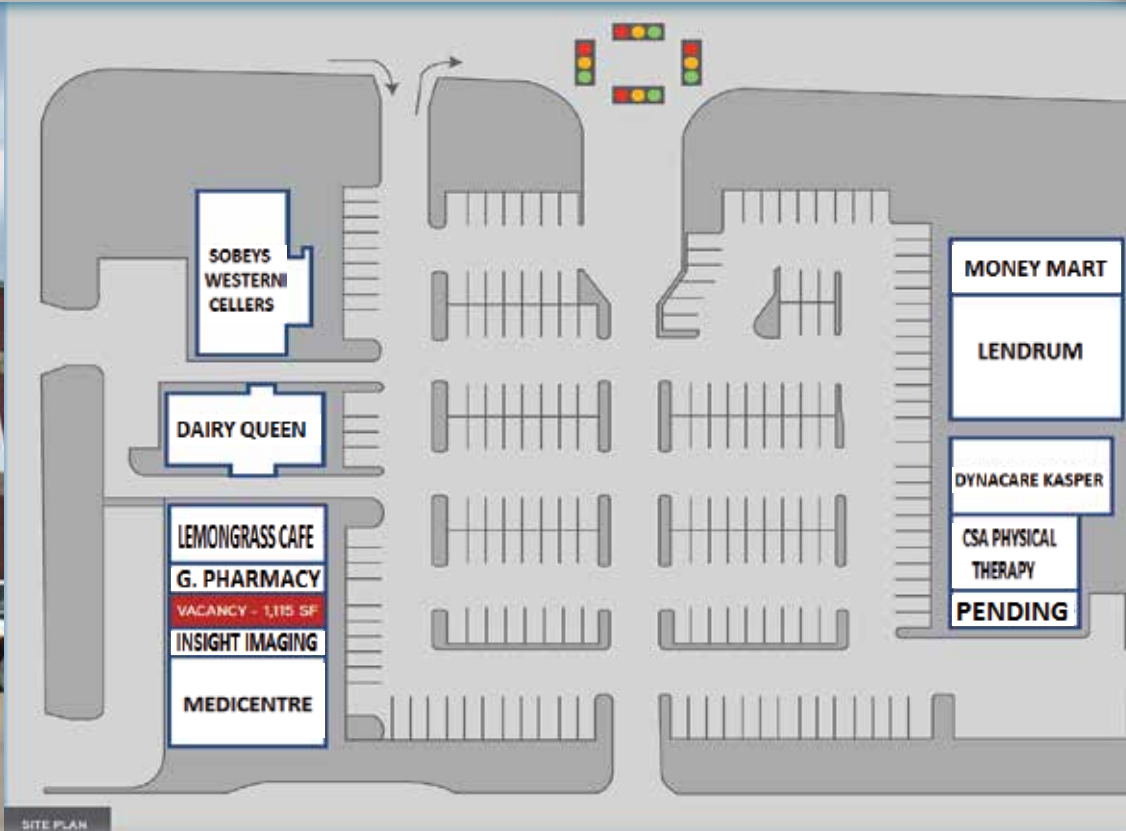 SOBEYS
WESTERN
CELLERS
DAIRY QUEEN
LEMONGRASS CAFE
G. PHARMACY
VACANCY - 1,115 SF
INSIGHT IMAGING
MEDICENTRE
MONEY MART
LENDRUM
DYNACARE KASPER
CSA PHYSICAL
THERAPY
PENDING
SITE PLAN